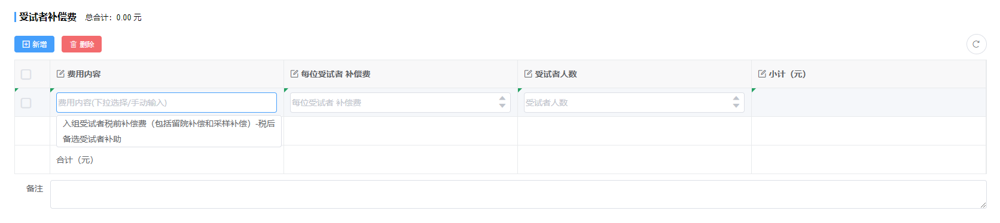 受试者补偿费 总合计：0.00 元
新增 删除
费用内容 每位受试者 补偿费 受试者人数 小计（元）
费用内容(下拉选择/手动输入) 每位受试者 补偿费 受试者人数
入组受试者税前补偿费（包括留院补偿和采样补偿）-税后
备选受试者补助
合计（元）
备注